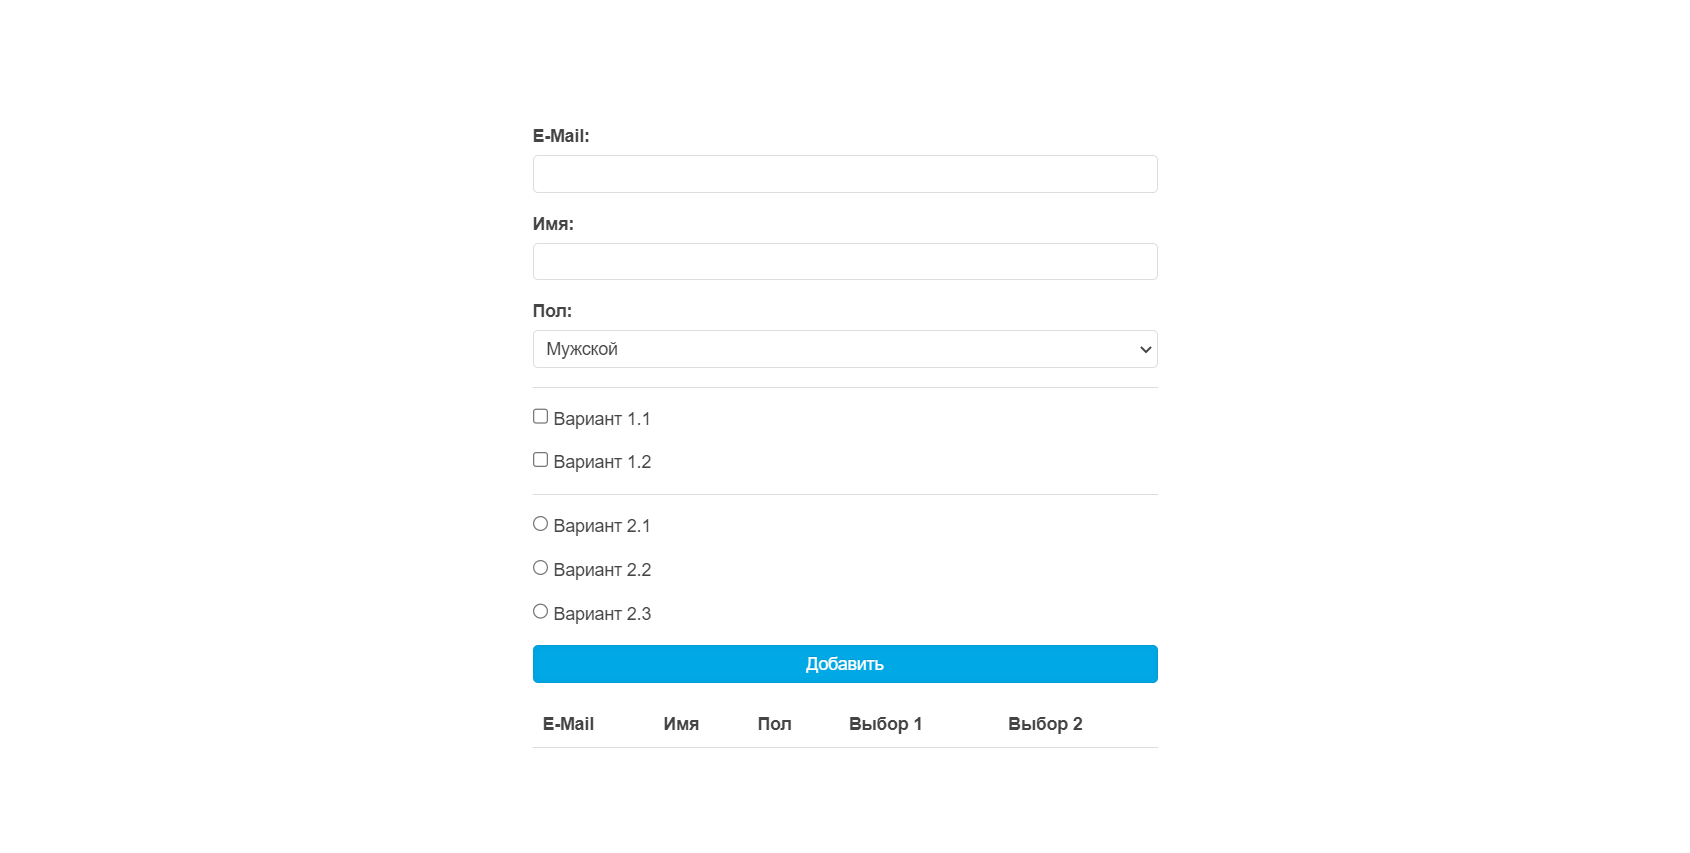 E-Mail:
Имя:
Пол:
Мужской
Вариант 1.1
Вариант 1.2
Вариант 2.1
Вариант 2.2
Вариант 2.3
Добавить
E-Mail Имя Пол Выбор 1 Выбор 2